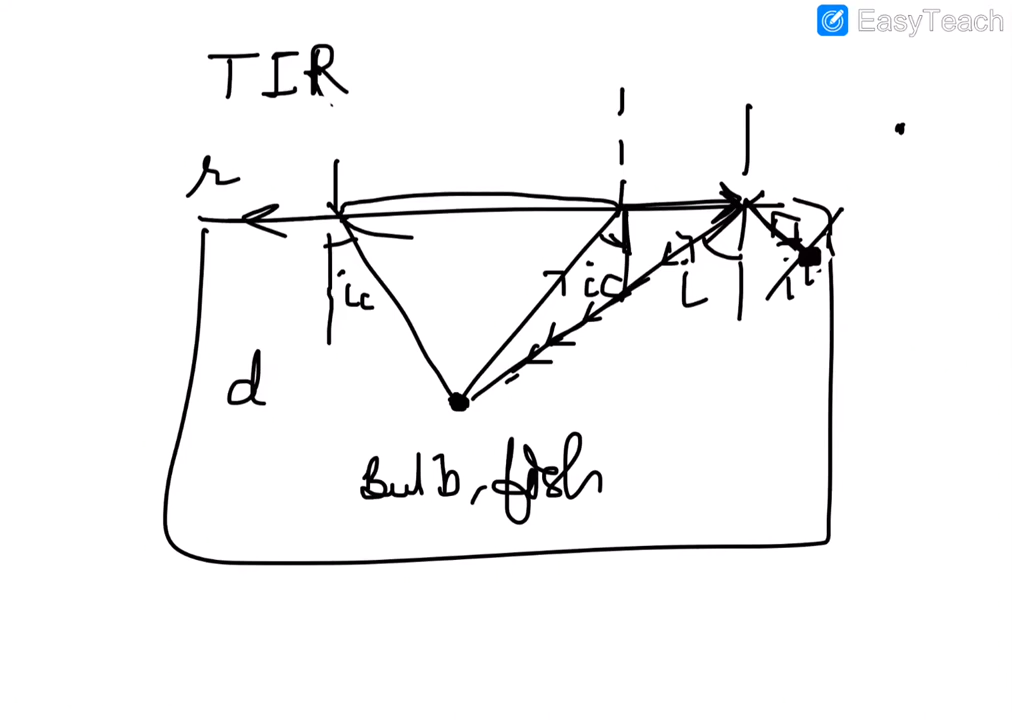 EasyTeach
TIR
r
ic
ic
i
d
Bulb, fish